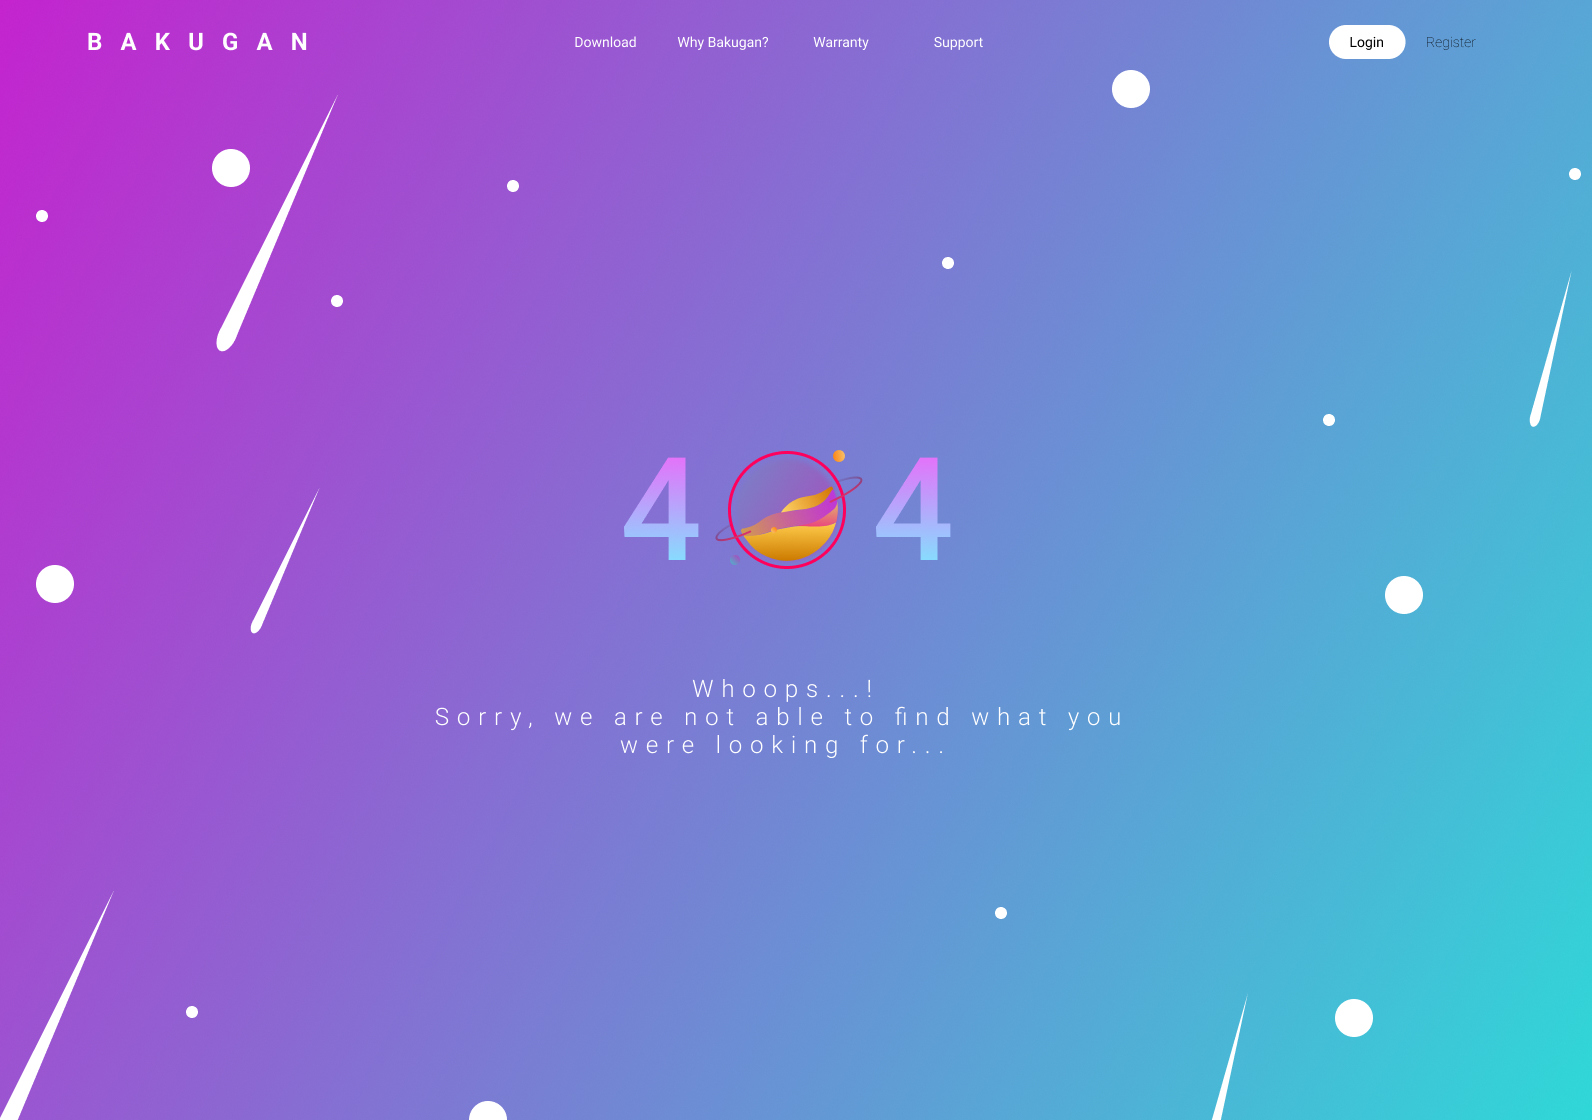 BAKUGAN
Download Why Bakugan? Warranty Support
Login Register
4 4
Whoops...!
Sorry, we are not able to find what you
were looking for...